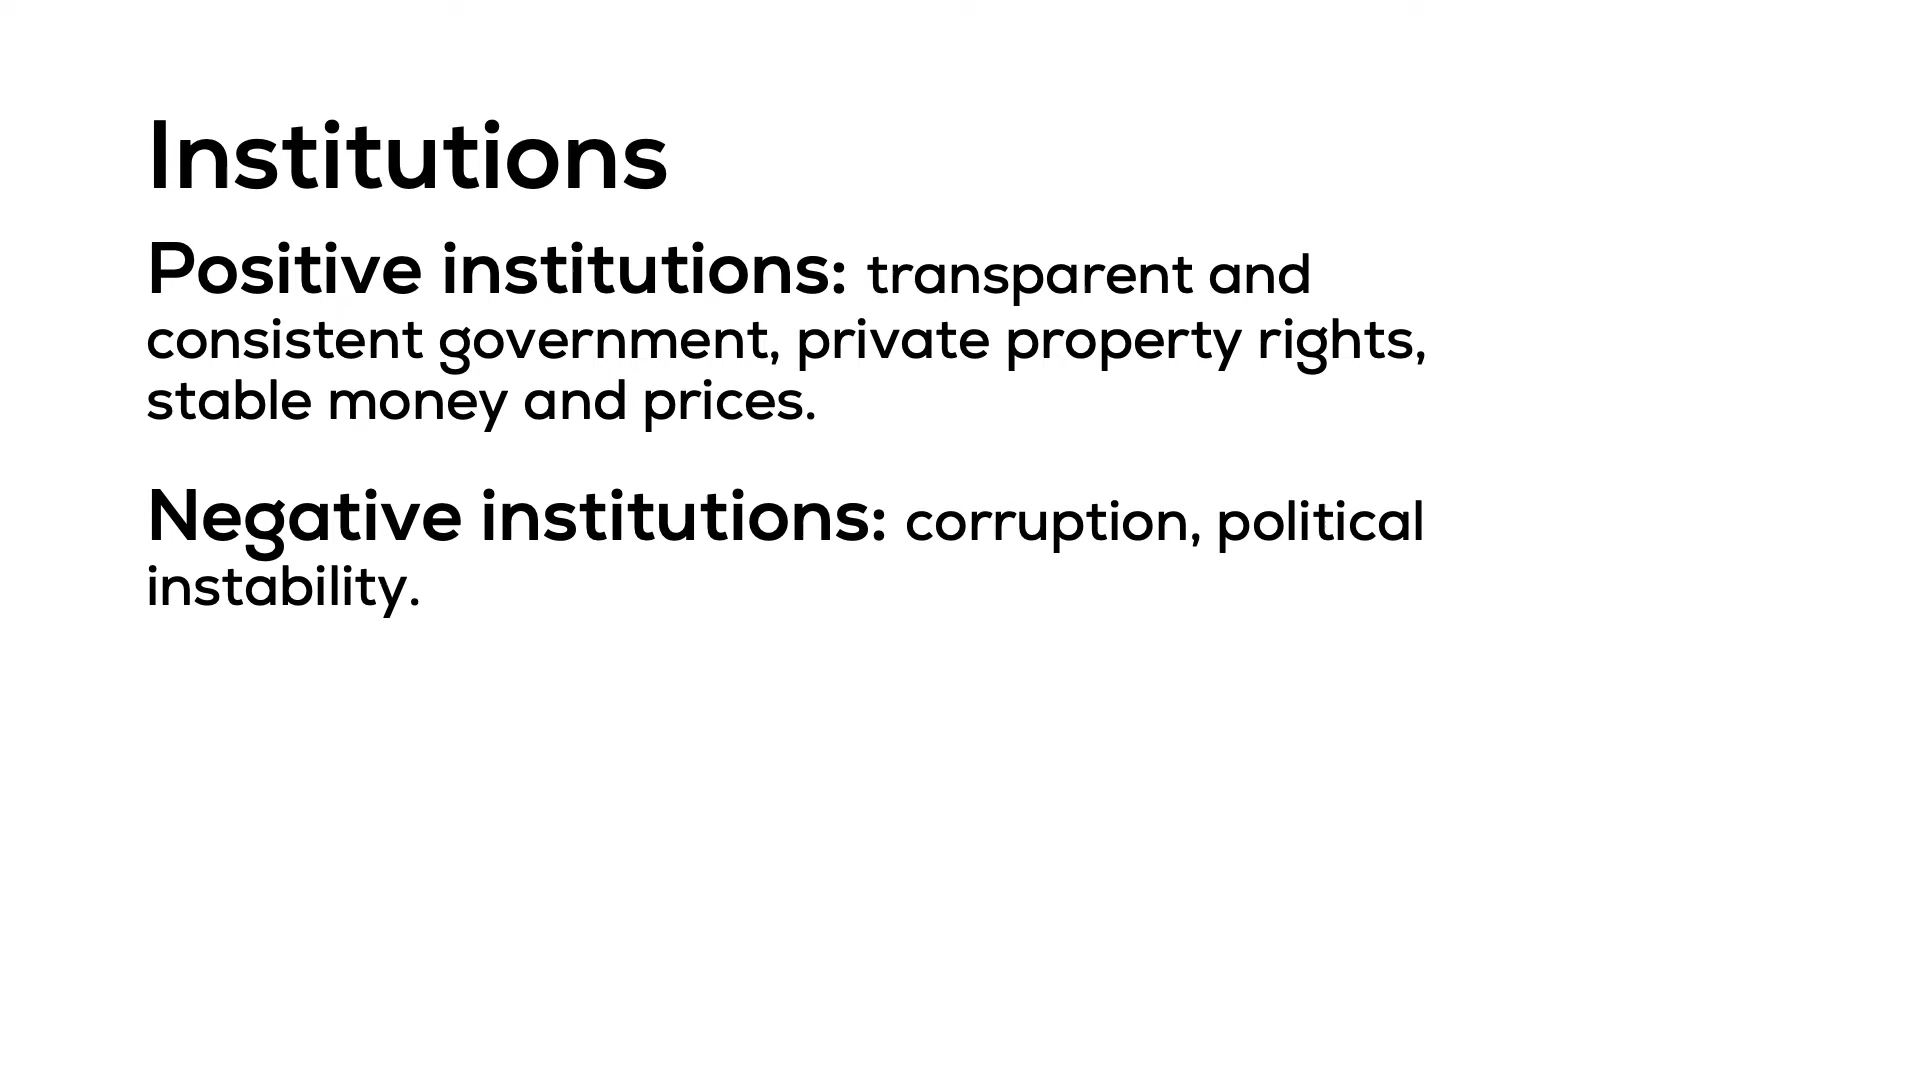 Institutions
Positive institutions: transparent and
consistent government, private property rights,
stable money and prices.
Negative institutions: corruption, political
instability.